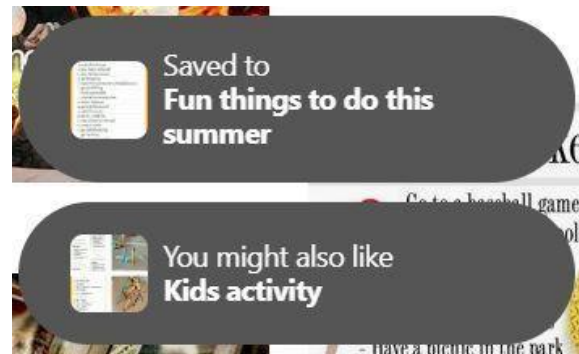 Saved to
Fun things to do this
summer
Go to a baseball game
You might also like
Kids activity
- Have a picnic in the park